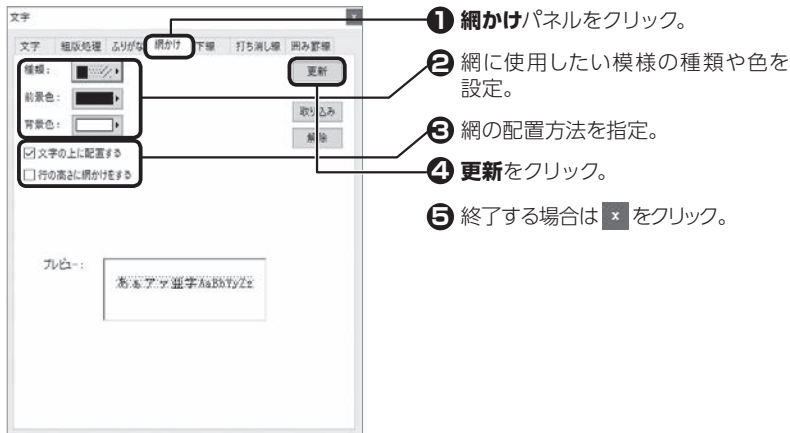 文字
x
文字 組版処理 ふりがな 網かけ 下線 打ち消し線 囲み罫線
種類：
前景色：
背景色：
更新
取り込み
解除
文字の上に配置する
行の高さに網かけをする
プレビュー：
あぁアァ亜宇AaBbYyZz
❶ 網かけパネルをクリック。
❷ 網に使用したい模様の種類や色を
設定。
❸ 網の配置方法を指定。
❹ 更新をクリック。
❺ 終了する場合は x をクリック。